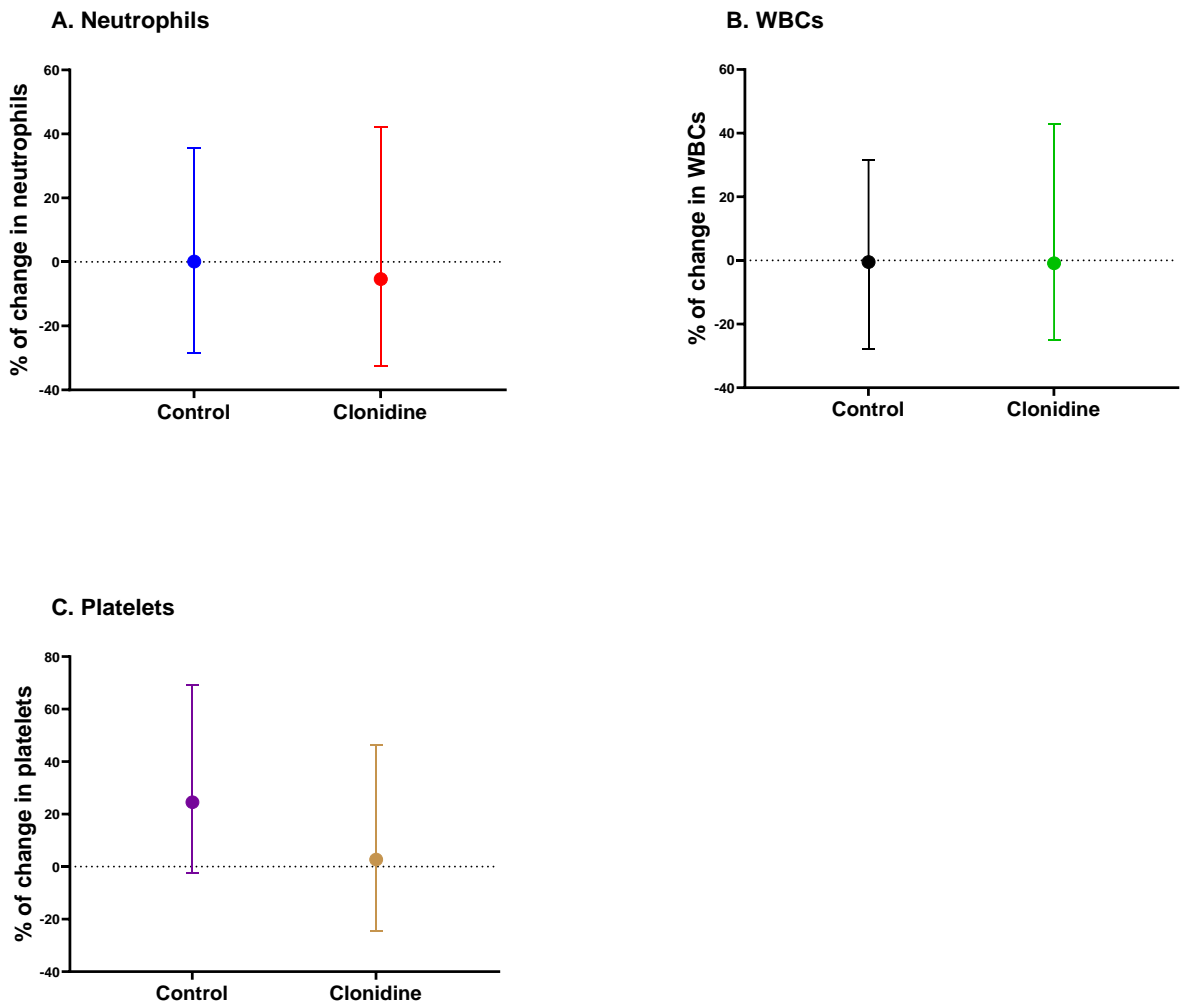 A. Neutrophils
% of change in neutrophils
60
40
20
0
-20
-40
Control Clonidine
B. WBCs
% of change in WBCs
60
40
20
0
-20
-40
Control Clonidine
C. Platelets
% of change in platelets
80
60
40
20
0
-20
-40
Control Clonidine